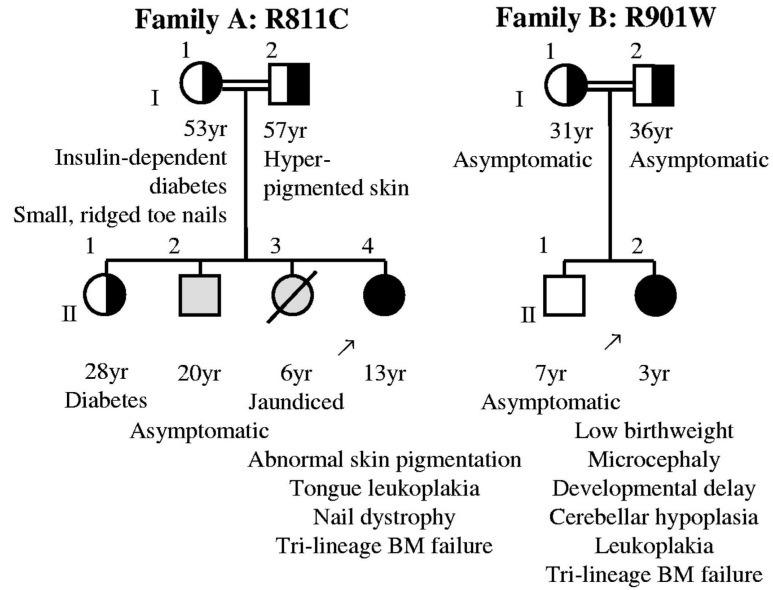 Family A: R811C
1 2
I
53yr 57yr
Insulin-dependent Hyper-
diabetes pigmented skin
Small, ridged toe nails
1 2 3 4
II
28yr 20yr 6yr 13yr
Diabetes Jaundiced
Asymptomatic
Abnormal skin pigmentation
Tongue leukoplakia
Nail dystrophy
Tri-lineage BM failure
Family B: R901W
1 2
I
31yr 36yr
Asymptomatic Asymptomatic
1 2
II
7yr 3yr
Asymptomatic
Low birthweight
Microcephaly
Developmental delay
Cerebellar hypoplasia
Leukoplakia
Tri-lineage BM failure